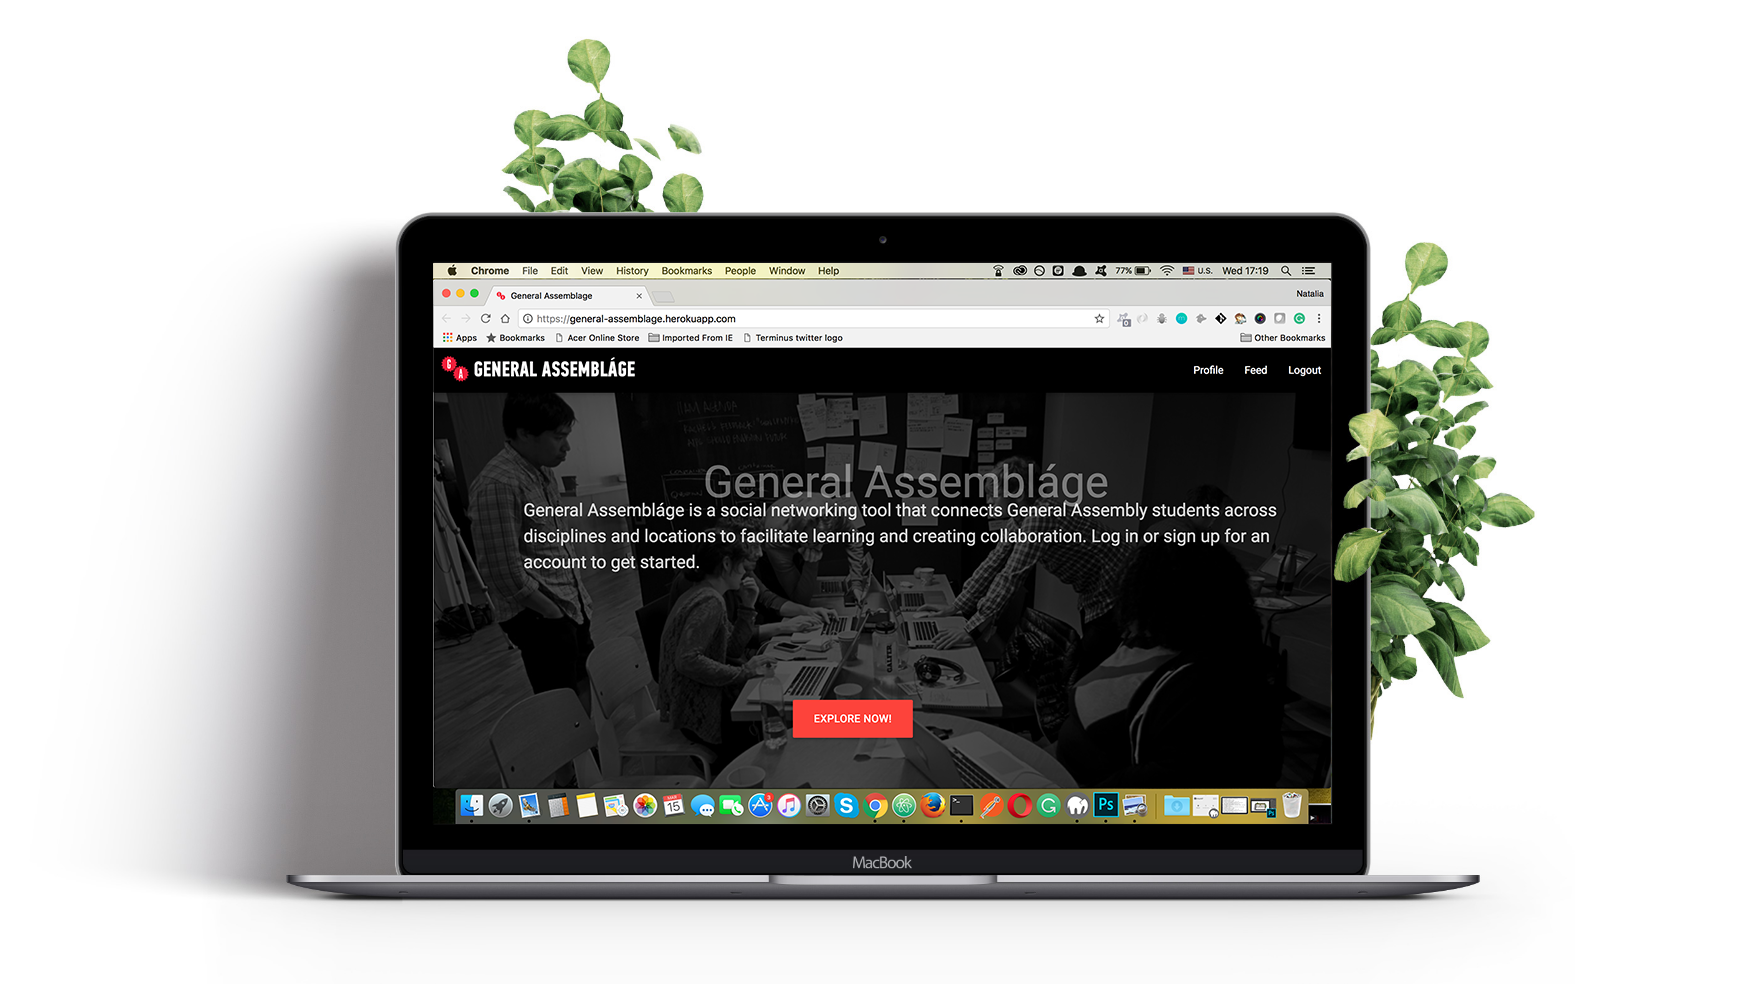 Chrome File Edit View History Bookmarks People Window Help 77% U.S. Wed 17:19
General Assemblage Natalia
https://general-assemblage.herokuapp.com
Apps Bookmarks Acer Online Store Imported From IE Terminus twitter logo Other Bookmarks
G A GENERAL ASSEMBLÁGE Profile Feed Logout
General Assembláge
General Assembláge is a social networking tool that connects General Assembly students across
disciplines and locations to facilitate learning and creating collaboration. Log in or sign up for an
account to get started.
EXPLORE NOW!
15 3 S Ps
MacBook